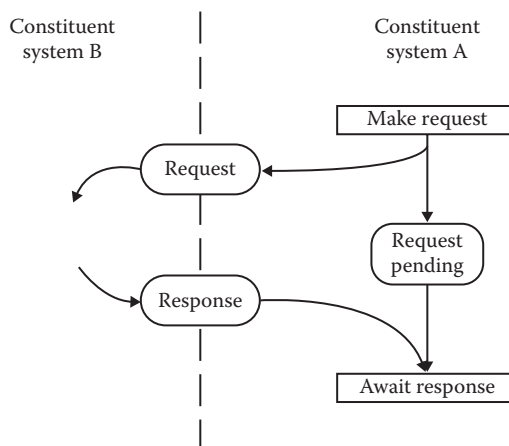 Constituent
system B
Constituent
system A
Make request
Request
Request
pending
Response
Await response